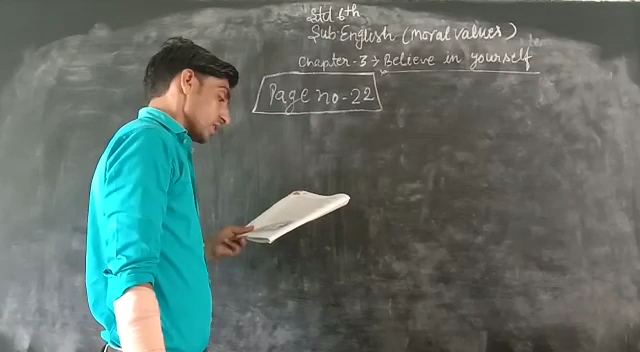 Std 6th
Sub-English (moral values)
Chapter-3 → Believe in yourself
Page no-22